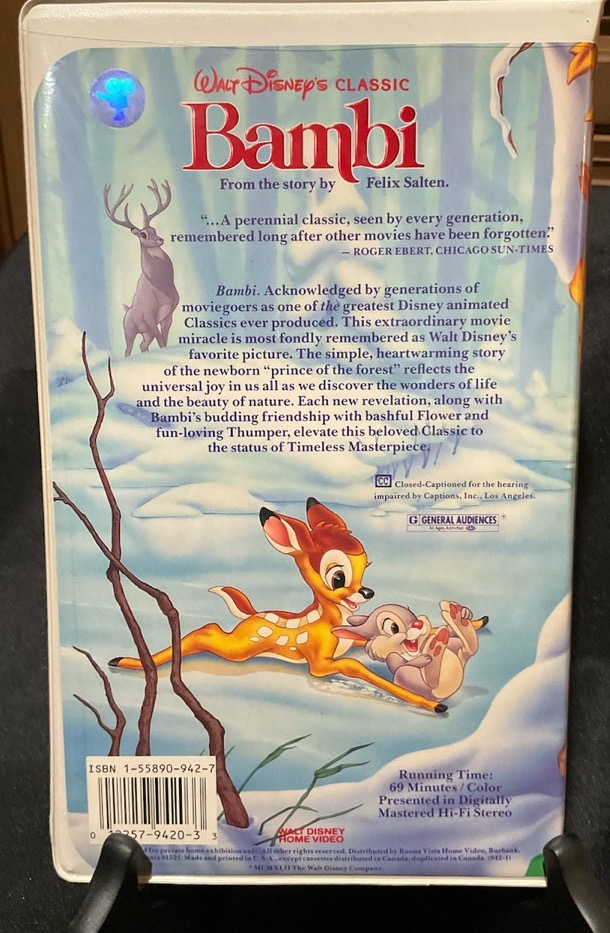 WALT DISNEY'S CLASSIC
Bambi
From the story by Felix Salten.
“...A perennial classic, seen by every generation,
remembered long after other movies have been forgotten.”
– ROGER EBERT, CHICAGO SUN-TIMES
Bambi. Acknowledged by generations of
moviegoers as one of the greatest Disney animated
Classics ever produced. This extraordinary movie
miracle is most fondly remembered as Walt Disney's
favorite picture. The simple, heartwarming story
of the newborn “prince of the forest” reflects the
universal joy in us all as we discover the wonders of life
and the beauty of nature. Each new revelation, along with
Bambi's budding friendship with bashful Flower and
fun-loving Thumper, elevate this beloved Classic to
the status of Timeless Masterpiece.
CC Closed-Captioned for the hearing
impaired by Captions, Inc., Los Angeles.
G GENERAL AUDIENCES ®
All Ages Admitted
ISBN 1-55890-942-7
Running Time:
69 Minutes / Color
Presented in Digitally
Mastered Hi-Fi Stereo
0 12257-9420-3 3
WALT DISNEY
HOME VIDEO
for private home exhibition only. All other rights reserved. Distributed by Buena Vista Home Video, Burbank,
91521. Made and printed in U.S.A., except cassettes distributed in Canada, duplicated in Canada. (942-1)
© MCMXLII The Walt Disney Company